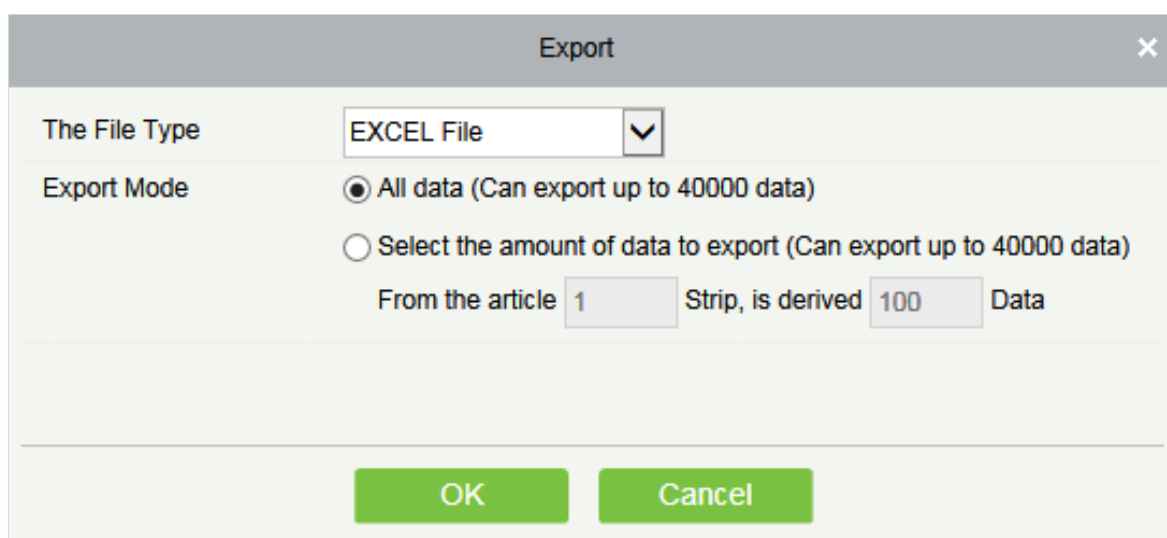 Export
The File Type EXCEL File
Export Mode All data (Can export up to 40000 data)
Select the amount of data to export (Can export up to 40000 data)
From the article 1 Strip, is derived 100 Data
OK Cancel